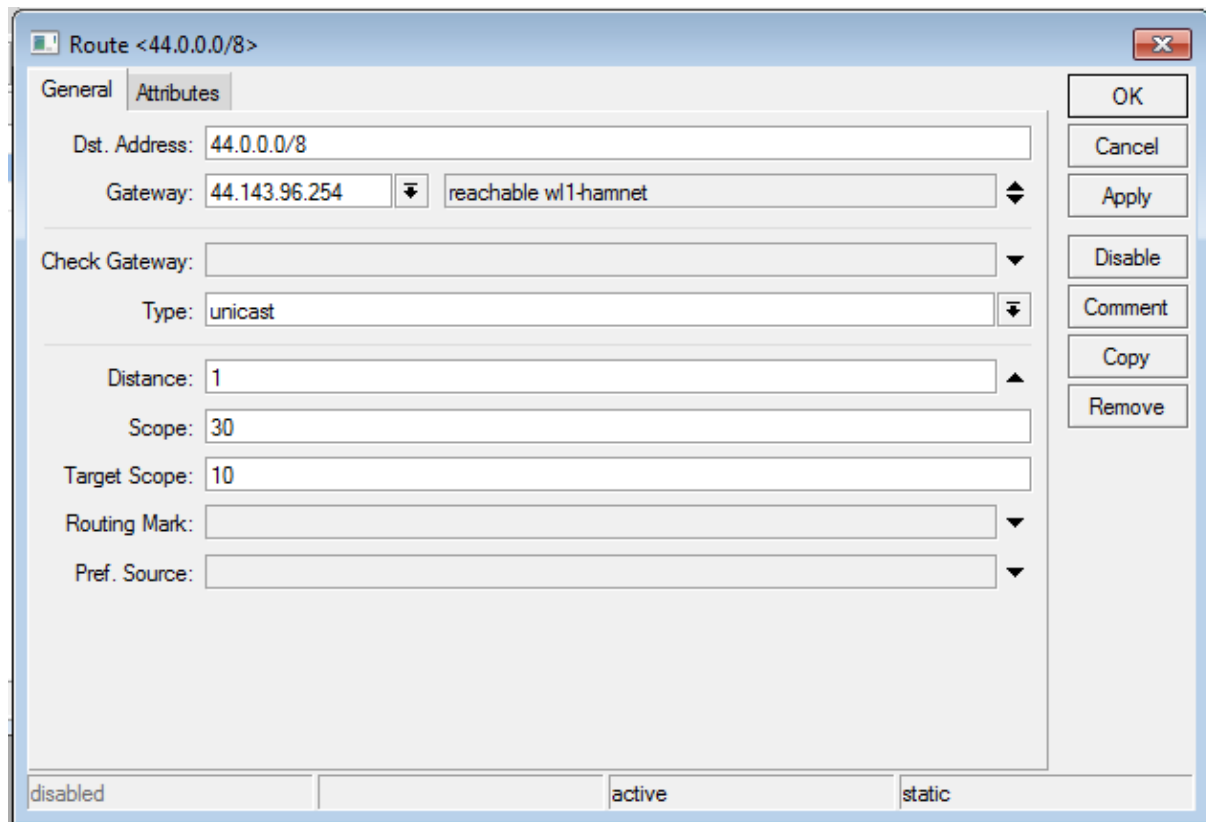 Route <44.0.0.0/8>
General Attributes
Dst. Address: 44.0.0.0/8
Gateway: 44.143.96.254 reachable wl1-hamnet
Check Gateway:
Type: unicast
Distance: 1
Scope: 30
Target Scope: 10
Routing Mark:
Pref. Source:
OK
Cancel
Apply
Disable
Comment
Copy
Remove
disabled active static